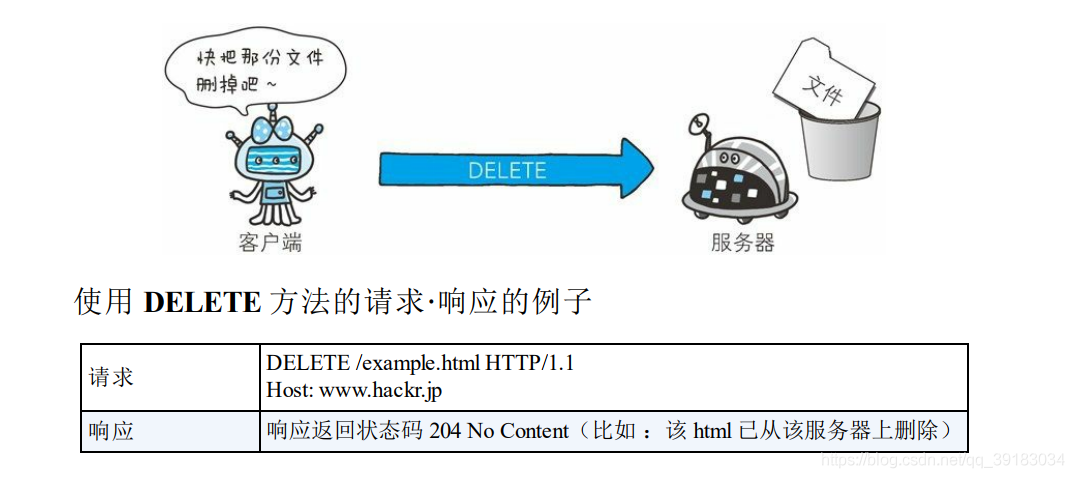 快把那份文件
删掉吧～
文件
DELETE
客户端
服务器
使用 DELETE 方法的请求·响应的例子
请求
DELETE /example.html HTTP/1.1
Host: www.hackr.jp
响应
响应返回状态码 204 No Content（比如 ：该 html 已从该服务器上删除）
https://blog.csdn.net/qq_39183034